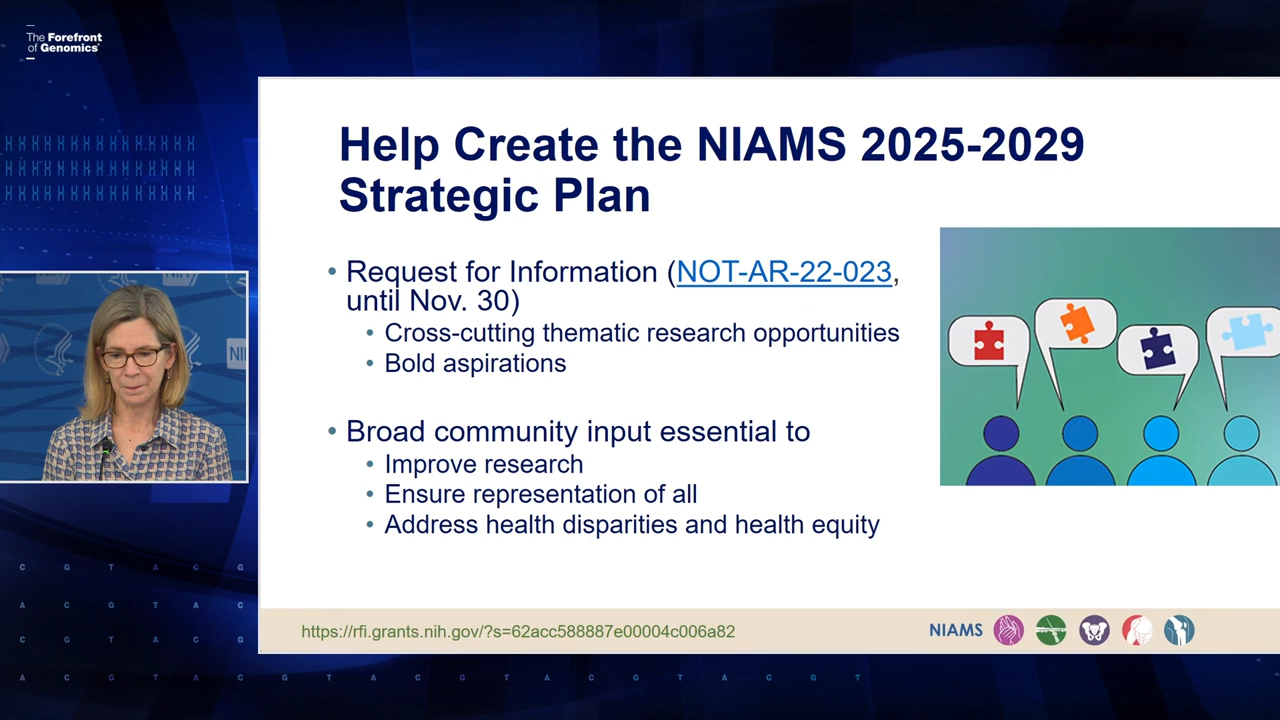 The Forefront
of Genomics®
Help Create the NIAMS 2025-2029
Strategic Plan
• Request for Information (NOT-AR-22-023,
until Nov. 30)
• Cross-cutting thematic research opportunities
• Bold aspirations
• Broad community input essential to
• Improve research
• Ensure representation of all
• Address health disparities and health equity
https://rfi.grants.nih.gov/?s=62acc588887e00004c006a82
NIAMS
C G T A C G
A C G T A C
C G T A C G
A C G T A C G T A C G T A C G T A C G T